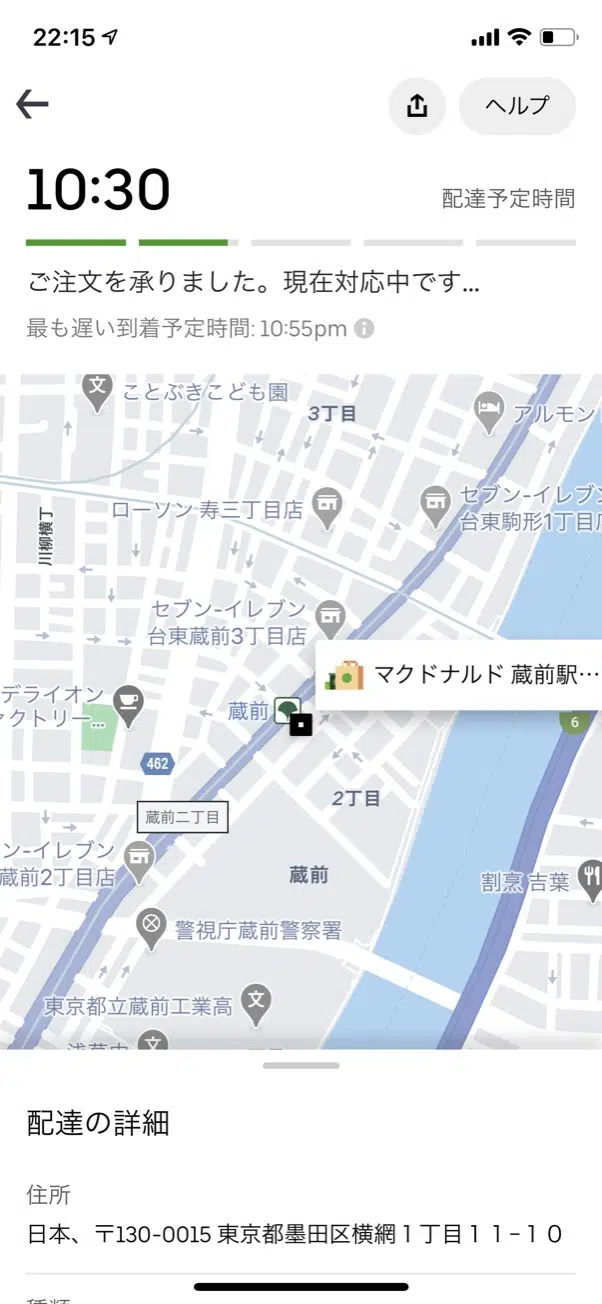 22:15
ヘルプ
10:30
配達予定時間
ご注文を承りました。現在対応中です...
最も遅い到着予定時間: 10:55pm
ことぶきこども園
3丁目
アルモン
ローソン 寿三丁目店
セブン-イレブン
台東駒形1丁目店
川柳横丁
セブン-イレブン
台東蔵前3丁目店
マクドナルド 蔵前駅…
デライオン
ァクトリー...
蔵前
6
462
2丁目
蔵前二丁目
ン-イレブン
蔵前2丁目店
蔵前
割烹 吉葉
警視庁蔵前警察署
東京都立蔵前工業高
配達の詳細
住所
日本、〒130-0015 東京都墨田区横網1丁目11-10